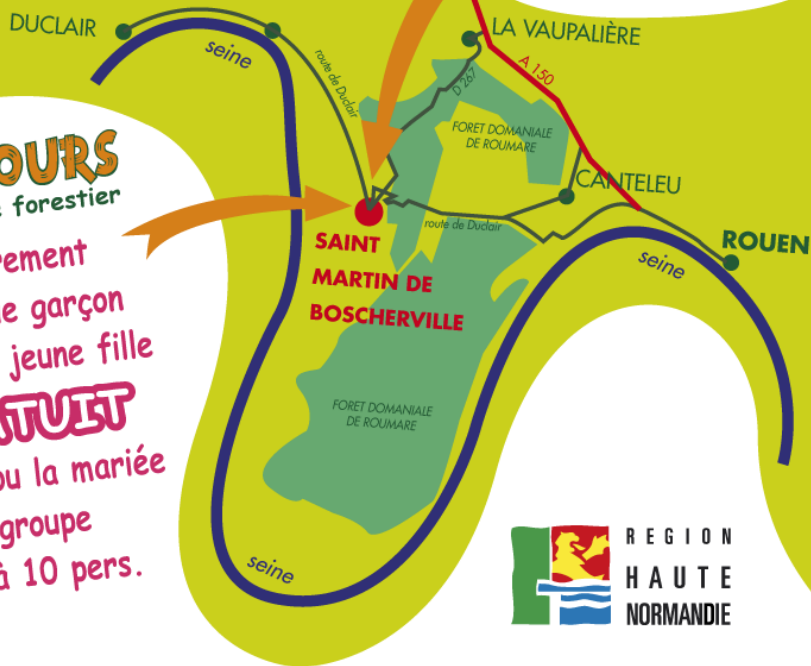 DUCLAIR
seine
route de Duclair
LA VAUPALIÈRE
A 150
D 267
FORET DOMANIALE
DE ROUMARE
CANTELEU
route de Duclair
ROUEN
seine
SAINT
MARTIN DE
BOSCHERVILLE
FORET DOMANIALE
DE ROUMARE
seine
OURS
forestier
garçon
jeune fille
ou la mariée
groupe
à 10 pers.
REGION
HAUTE
NORMANDIE